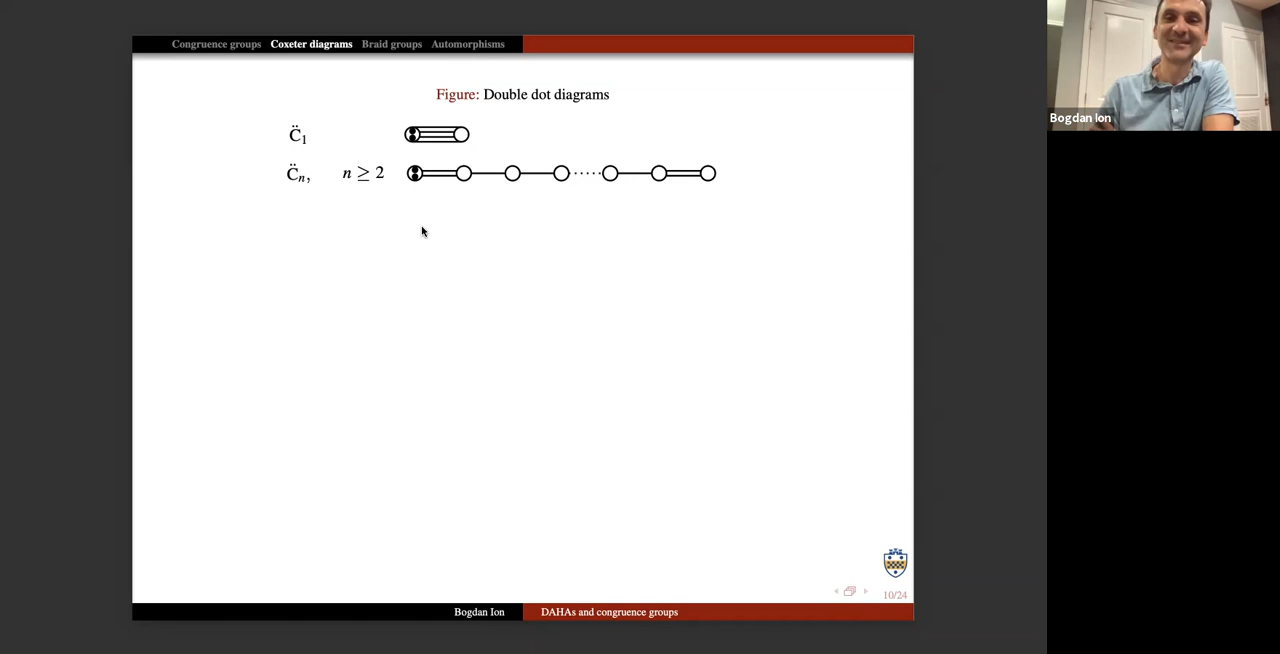 Congruence groups Coxeter diagrams Braid groups Automorphisms
Figure: Double dot diagrams
C̈₁
C̈ₙ, n ≥ 2
10/24
Bogdan Ion DAHAs and congruence groups
Bogdan Ion